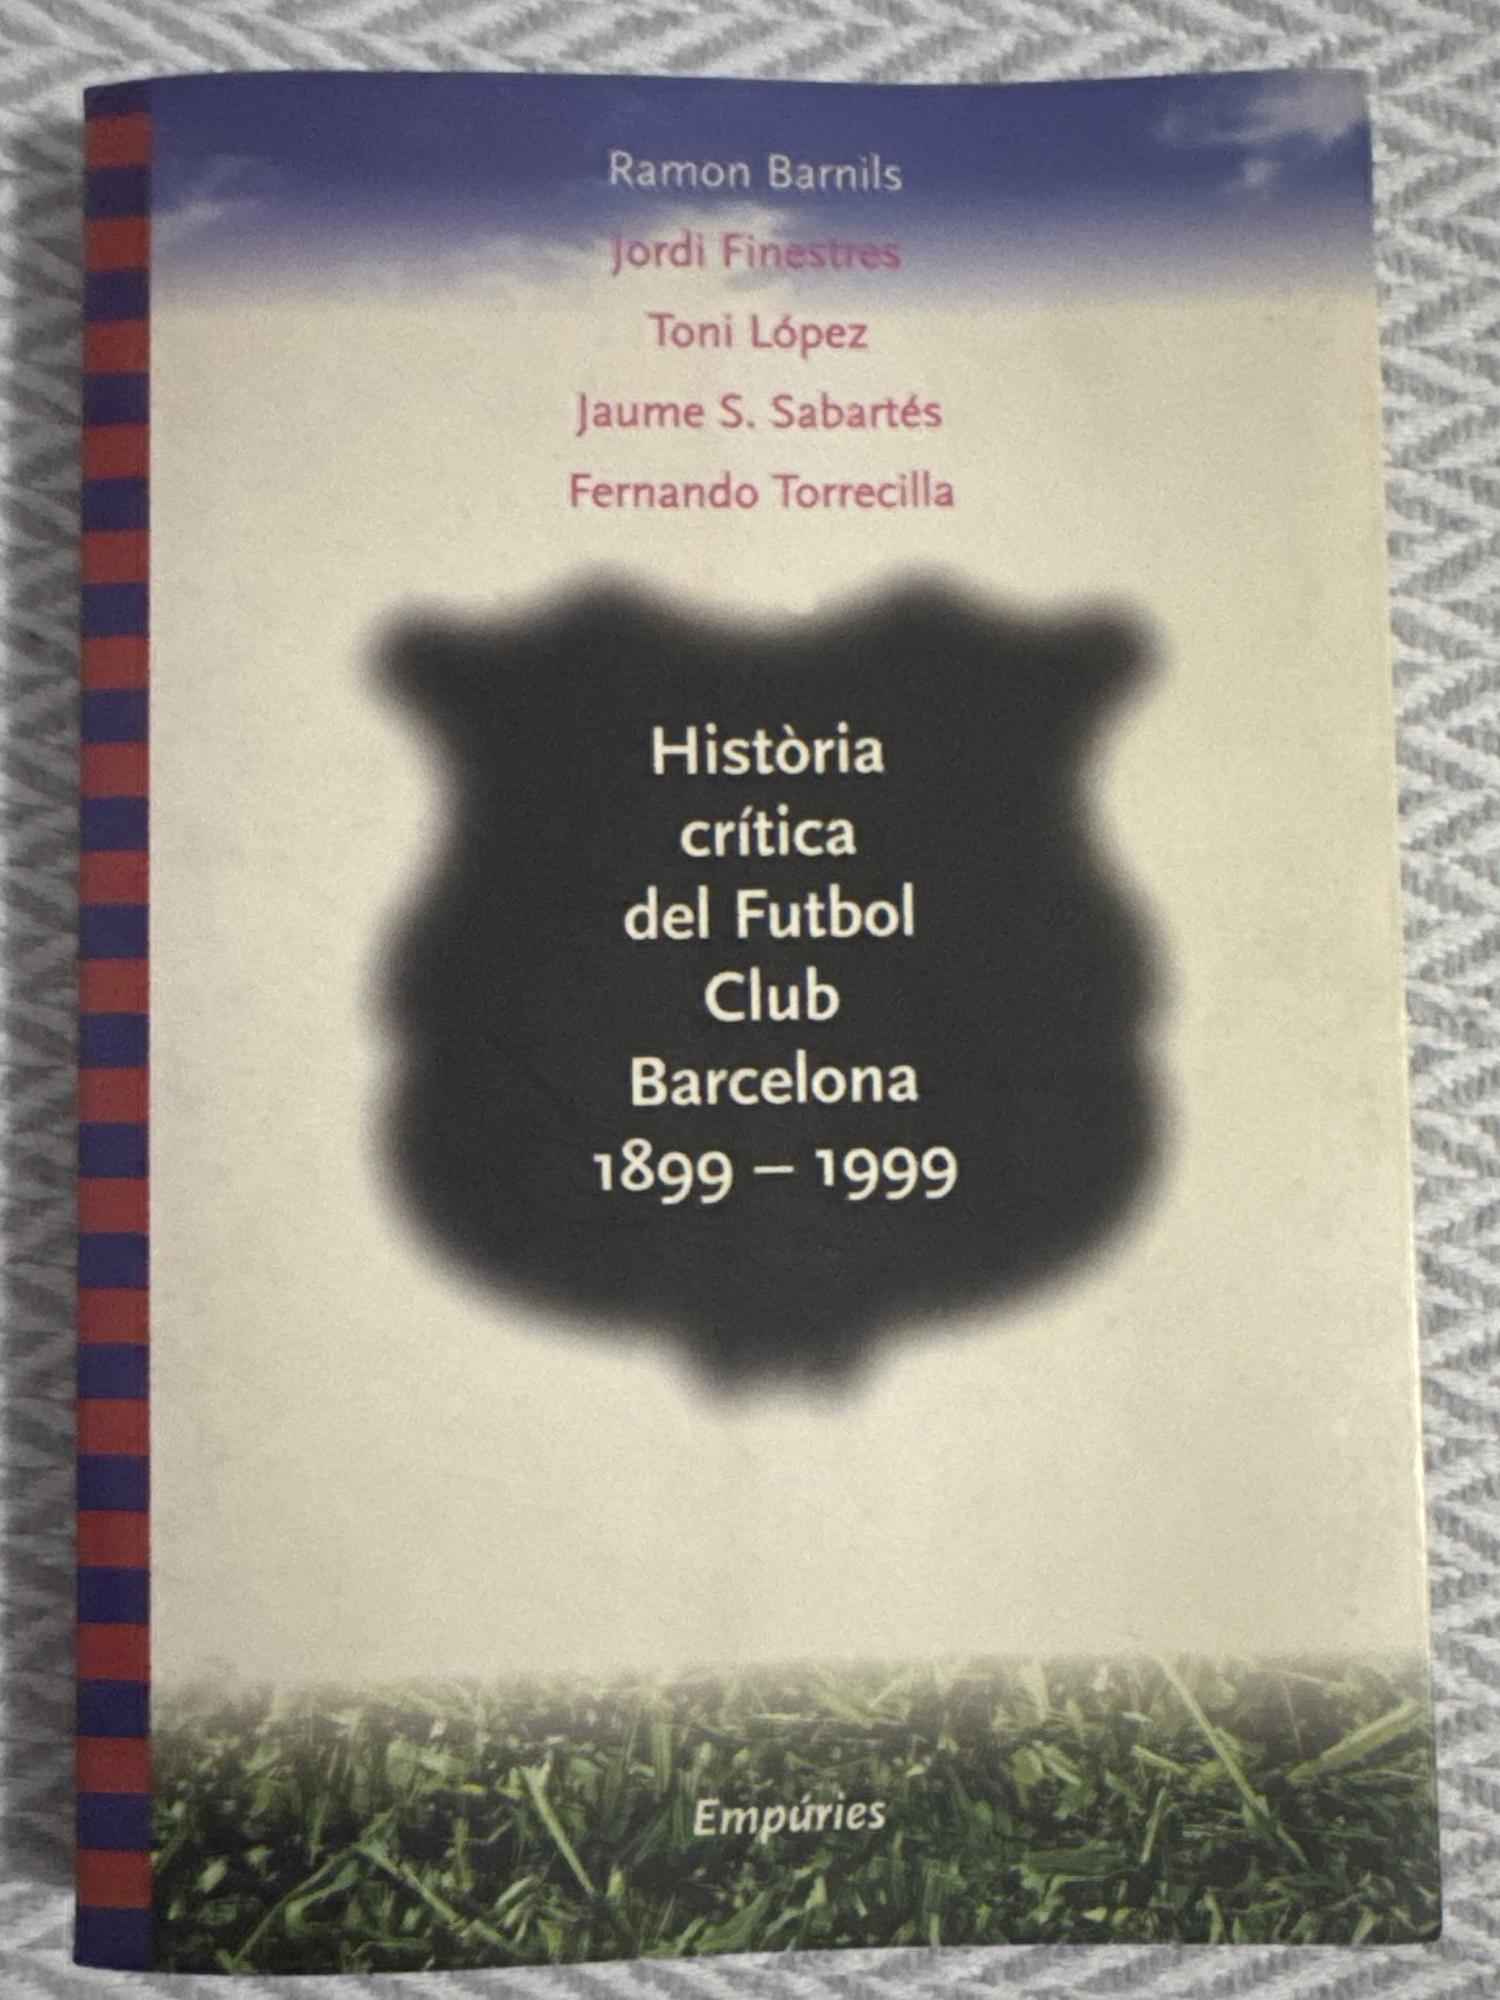 Ramon Barnils
Jordi Finestres
Toni López
Jaume S. Sabartés
Fernando Torrecilla
Història
crítica
del Futbol
Club
Barcelona
1899 – 1999
Empúries